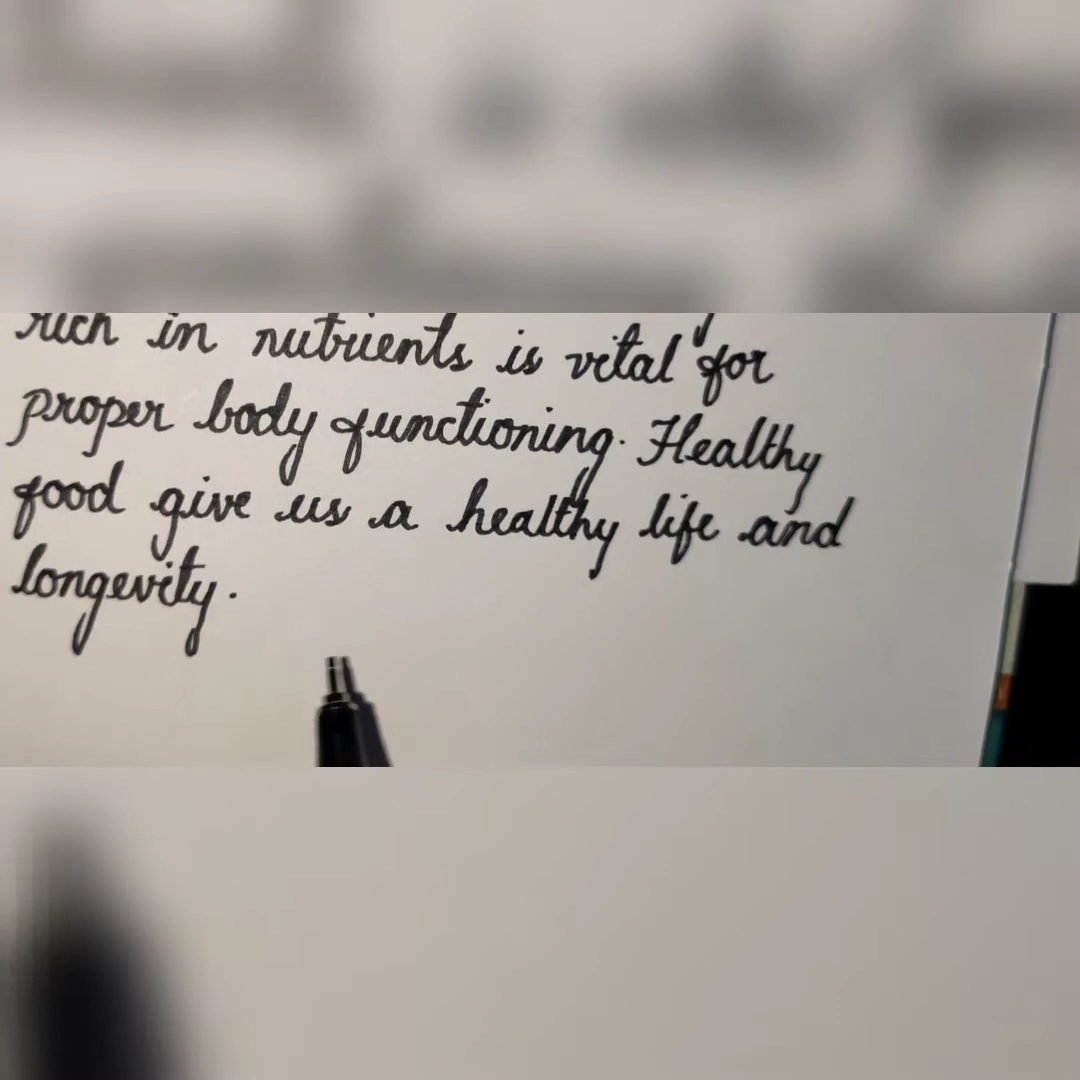 rich in nutrients is vital for
proper body functioning. Healthy
food give us a healthy life and
longevity.